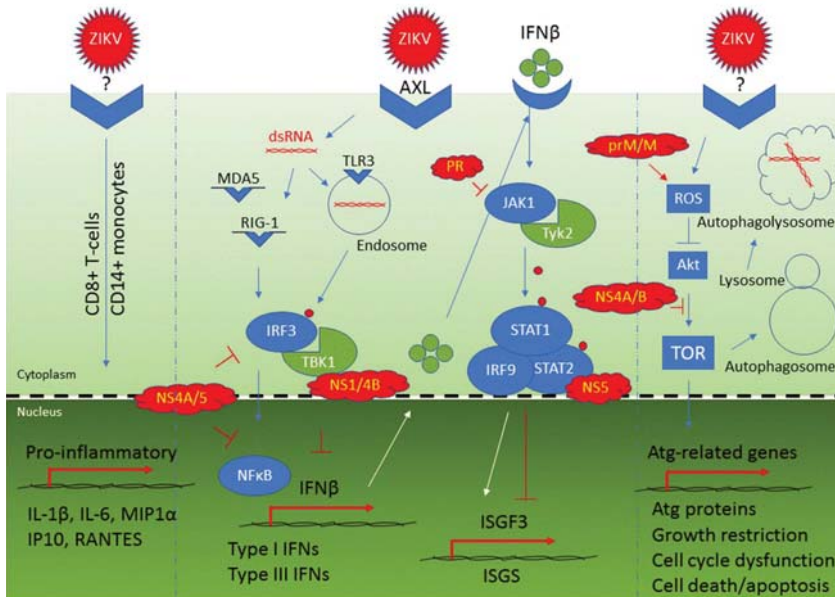 ZIKV
?
CD8+ T-cells
CD14+ monocytes
ZIKV
AXL
IFNβ
dsRNA
TLR3
MDA5
RIG-1
Endosome
PR
JAK1
Tyk2
IRF3
TBK1
STAT1
IRF9
STAT2
NS4A/5
NS1/4B
NS5
ZIKV
?
prM/M
ROS
Autophagolysosome
Akt
Lysosome
NS4A/B
TOR
Autophagosome
Cytoplasm
Nucleus
Pro-inflammatory
IL-1β, IL-6, MIP1α
IP10, RANTES
NFκB
IFNβ
Type I IFNs
Type III IFNs
ISGF3
ISGS
Atg-related genes
Atg proteins
Growth restriction
Cell cycle dysfunction
Cell death/apoptosis